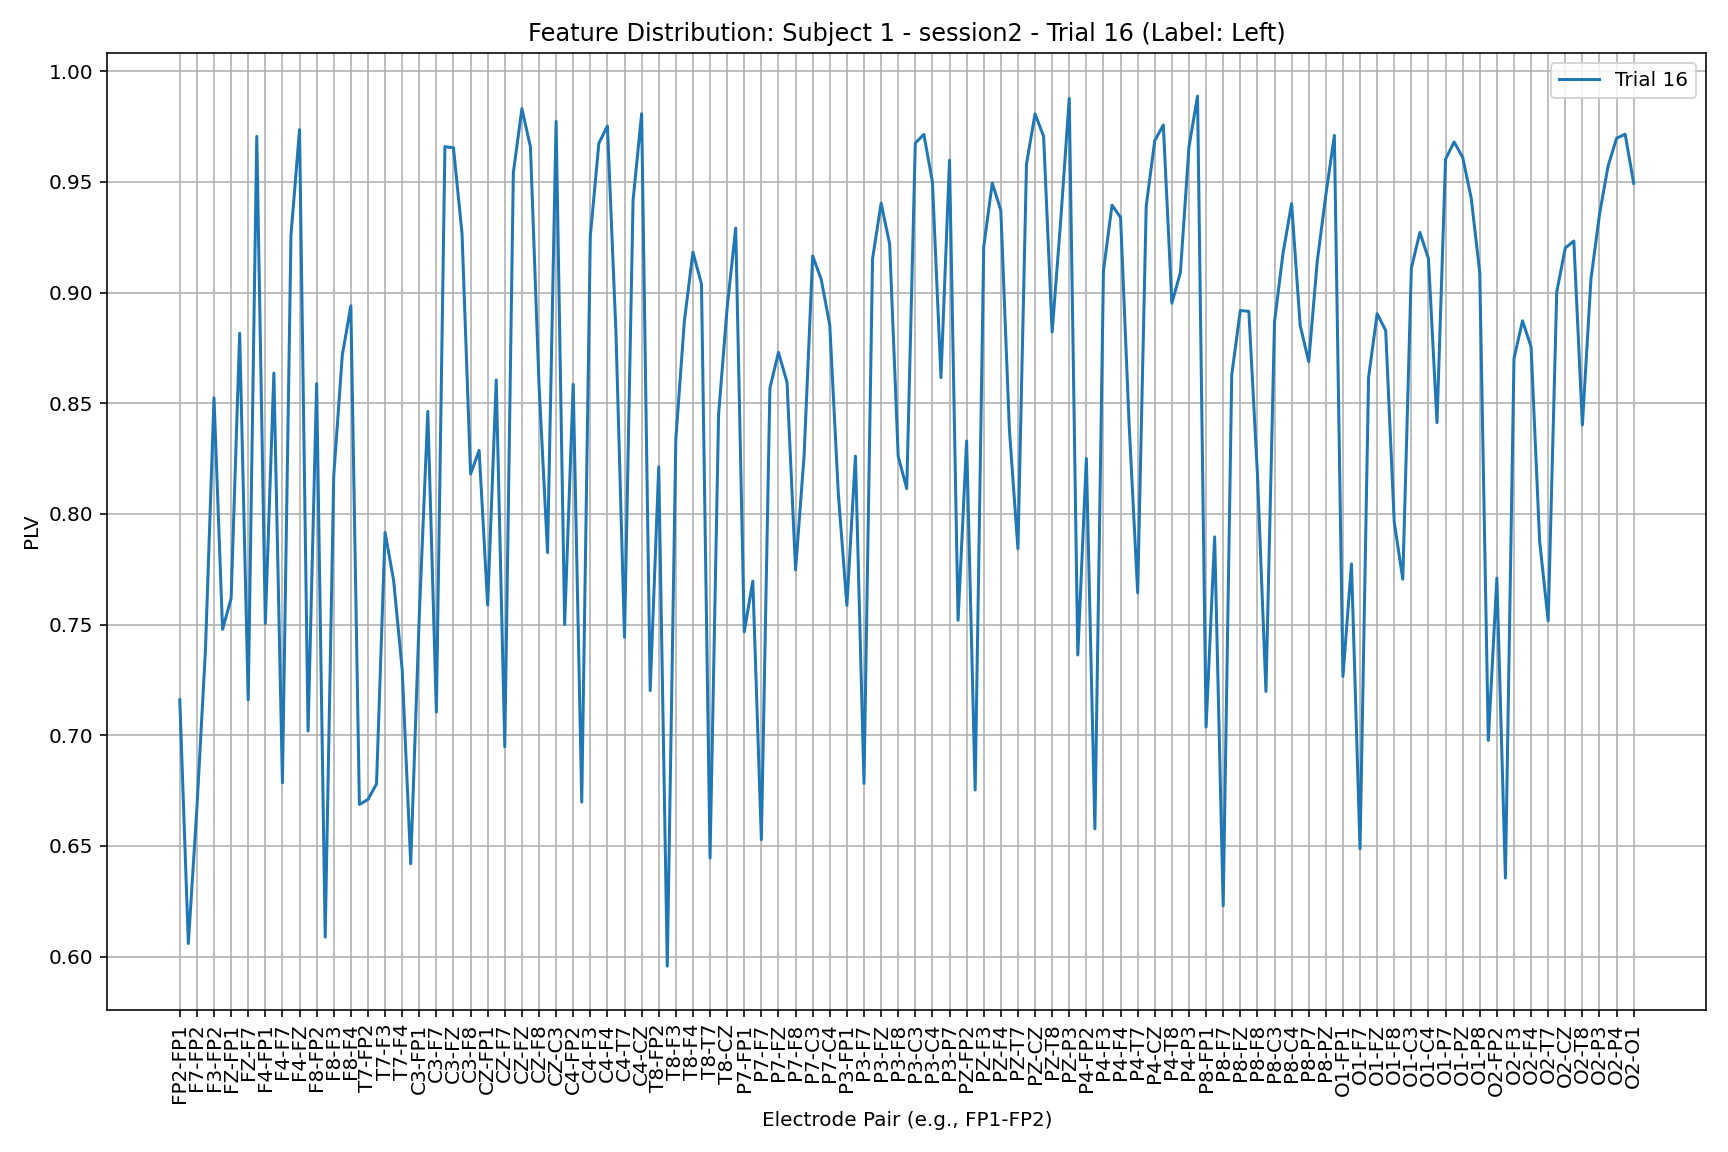 Feature Distribution: Subject 1 - session2 - Trial 16 (Label: Left)
Trial 16
1.00
0.95
0.90
0.85
0.80
0.75
0.70
0.65
0.60
PLV
FP2-FP1
F7-FP2
F3-FP2
FZ-FP1
FZ-F7
F4-FP1
F4-F7
F4-FZ
F8-FP2
F8-F3
F8-F4
T7-FP2
T7-F3
T7-F4
C3-FP1
C3-F7
C3-FZ
C3-F8
CZ-FP1
CZ-F7
CZ-FZ
CZ-F8
CZ-C3
C4-FP2
C4-F3
C4-F4
C4-T7
C4-CZ
T8-FP2
T8-F3
T8-F4
T8-T7
T8-CZ
P7-FP1
P7-F7
P7-FZ
P7-F8
P7-C3
P7-C4
P3-FP1
P3-F7
P3-FZ
P3-F8
P3-C3
P3-C4
P3-P7
PZ-FP2
PZ-F3
PZ-F4
PZ-T7
PZ-CZ
PZ-T8
PZ-P3
P4-FP2
P4-F3
P4-F4
P4-T7
P4-CZ
P4-T8
P4-P3
P8-FP1
P8-F7
P8-FZ
P8-F8
P8-C3
P8-C4
P8-P7
P8-PZ
O1-FP1
O1-F7
O1-FZ
O1-F8
O1-C3
O1-C4
O1-P7
O1-PZ
O1-P8
O2-FP2
O2-F3
O2-F4
O2-T7
O2-CZ
O2-T8
O2-P3
O2-P4
O2-O1
Electrode Pair (e.g., FP1-FP2)